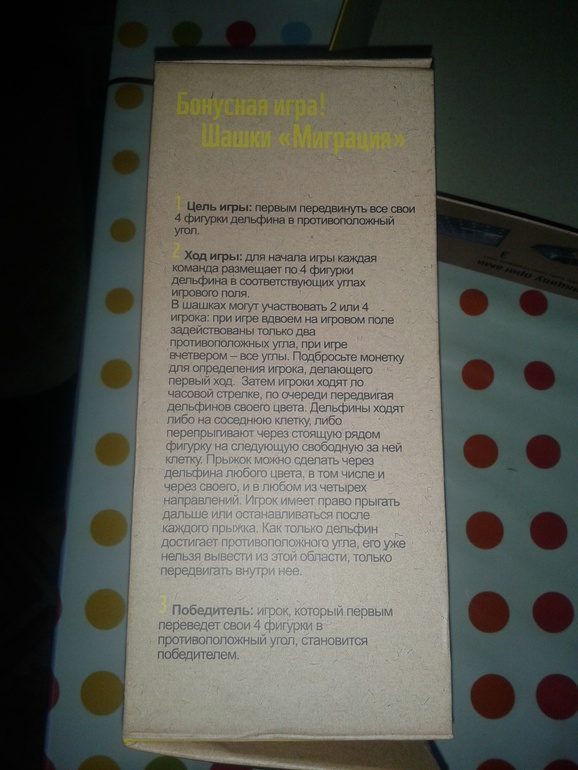 Бонусная игра!
Шашки «Миграция»
1 Цель игры: первым передвинуть все свои
4 фигурки дельфина в противоположный
угол.
2 Ход игры: для начала игры каждая
команда размещает по 4 фигурки
дельфина в соответствующих углах
игрового поля.
В шашках могут участвовать 2 или 4
игрока: при игре вдвоем на игровом поле
задействованы только два
противоположных угла, при игре
вчетвером – все углы. Подбросьте монетку
для определения игрока, делающего
первый ход. Затем игроки ходят по
часовой стрелке, по очереди передвигая
дельфинов своего цвета. Дельфины ходят
либо на соседнюю клетку, либо
перепрыгивают через стоящую рядом
фигурку на следующую свободную за ней
клетку. Прыжок можно сделать через
дельфина любого цвета, в том числе и
через своего, и в любом из четырех
направлений. Игрок имеет право прыгать
дальше или останавливаться после
каждого прыжка. Как только дельфин
достигает противоположного угла, его уже
нельзя вывести из этой области, только
передвигать внутри нее.
3 Победитель: игрок, который первым
переведет свои 4 фигурки в
противоположный угол, становится
победителем.